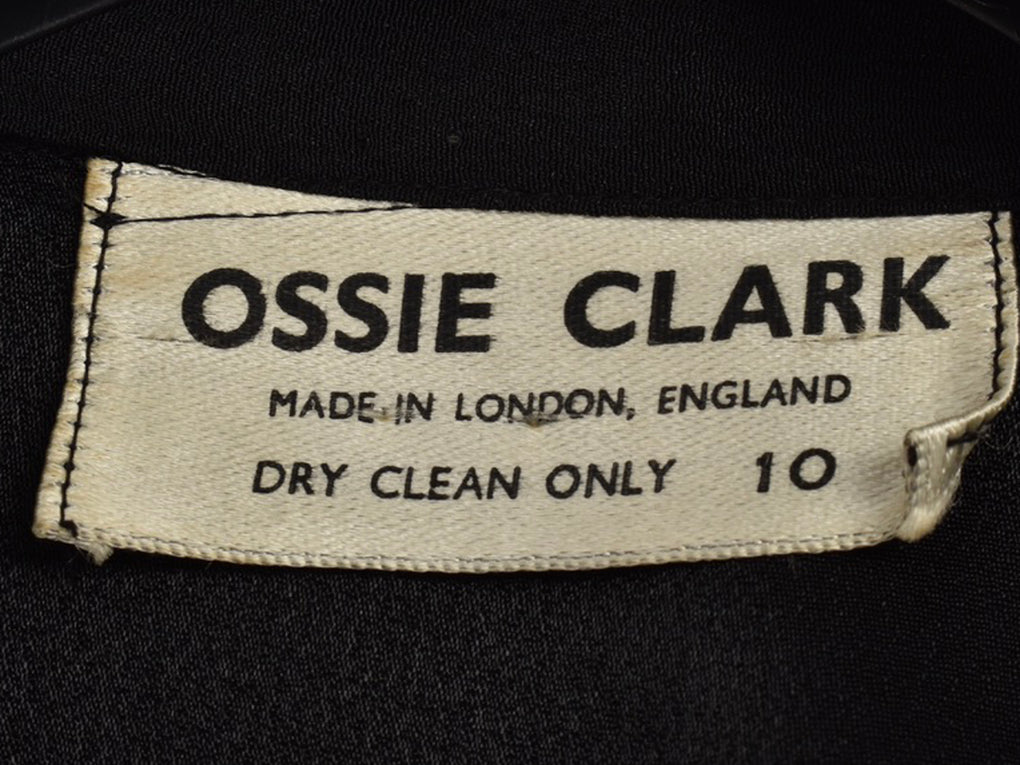 OSSIE CLARK
MADE IN LONDON, ENGLAND
DRY CLEAN ONLY 10